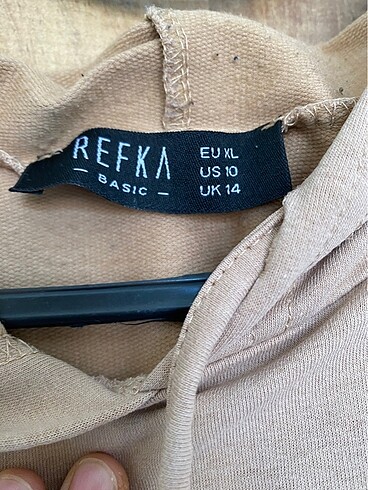 REFKA
— BASIC —
EU XL
US 10
UK 14